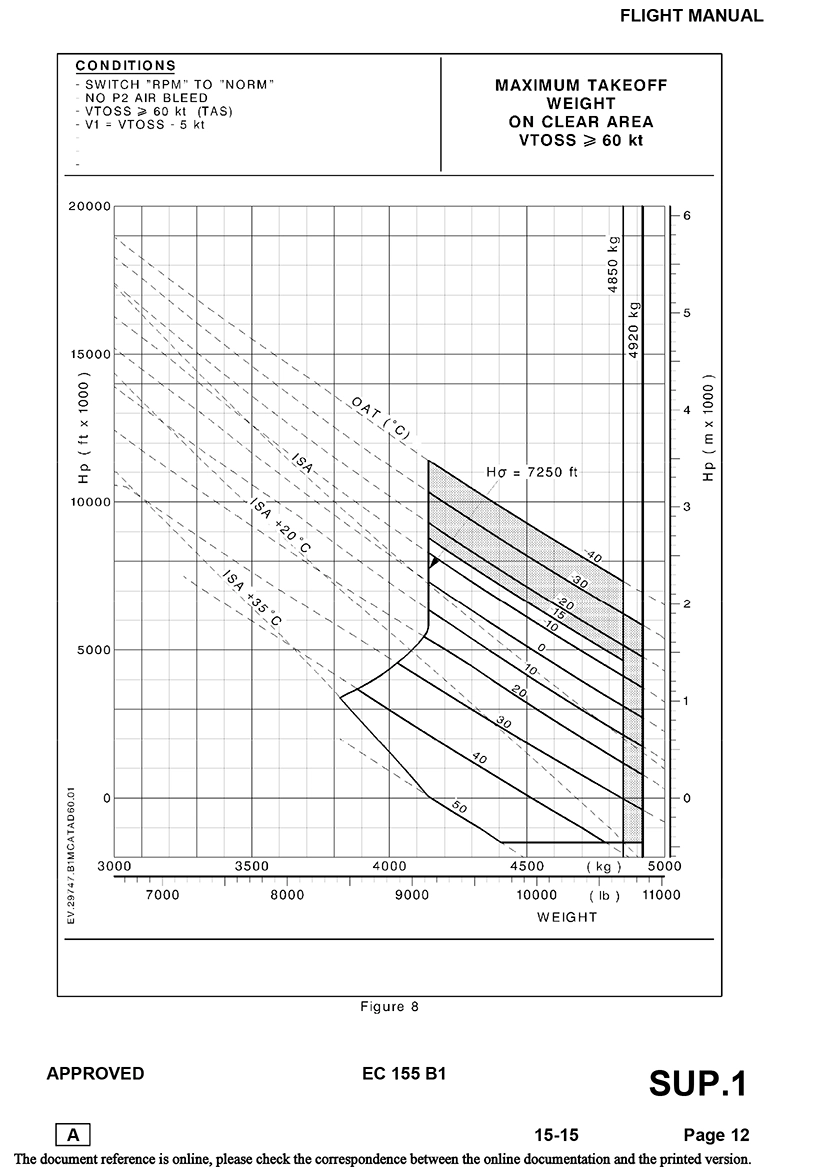 FLIGHT MANUAL
CONDITIONS
- SWITCH "RPM" TO "NORM"
- NO P2 AIR BLEED
- VTOSS ⩾ 60 kt (TAS)
- V1 = VTOSS - 5 kt
-
MAXIMUM TAKEOFF
WEIGHT
ON CLEAR AREA
VTOSS ⩾ 60 kt
20000
15000
10000
5000
0
Hp ( ft x 1000 )
6
5
4
3
2
1
0
Hp ( m x 1000 )
4850 kg
4920 kg
OAT (°C)
Hσ = 7250 ft
ISA
ISA +20°C
ISA +35°C
-40
-30
-20
-15
-10
0
10
20
30
40
50
3000 3500 4000 4500 ( kg ) 5000
7000 8000 9000 10000 ( lb ) 11000
WEIGHT
EV.29747.B1MCATAD60.01
Figure 8
APPROVED EC 155 B1 SUP.1
A 15-15 Page 12
The document reference is online, please check the correspondence between the online documentation and the printed version.